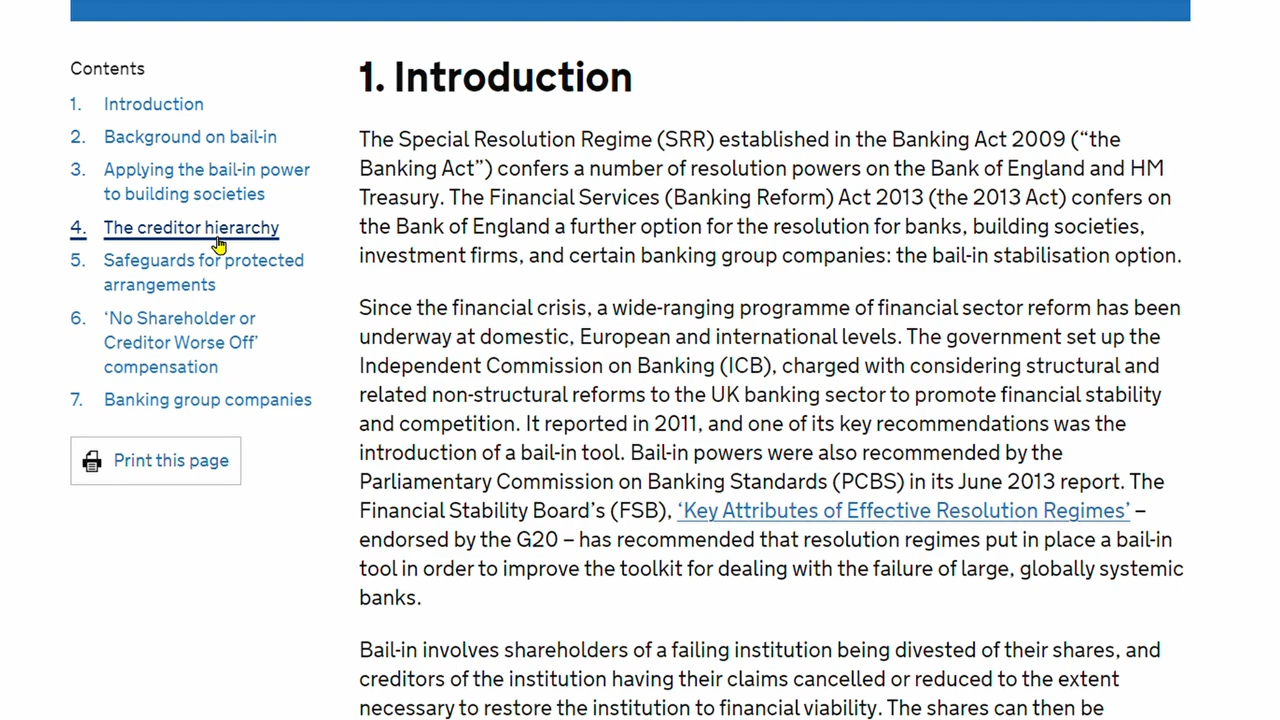 Contents
1. Introduction
2. Background on bail-in
3. Applying the bail-in power
to building societies
4. The creditor hierarchy
5. Safeguards for protected
arrangements
6. ‘No Shareholder or
Creditor Worse Off’
compensation
7. Banking group companies
Print this page
1. Introduction
The Special Resolution Regime (SRR) established in the Banking Act 2009 (“the
Banking Act”) confers a number of resolution powers on the Bank of England and HM
Treasury. The Financial Services (Banking Reform) Act 2013 (the 2013 Act) confers on
the Bank of England a further option for the resolution for banks, building societies,
investment firms, and certain banking group companies: the bail-in stabilisation option.
Since the financial crisis, a wide-ranging programme of financial sector reform has been
underway at domestic, European and international levels. The government set up the
Independent Commission on Banking (ICB), charged with considering structural and
related non-structural reforms to the UK banking sector to promote financial stability
and competition. It reported in 2011, and one of its key recommendations was the
introduction of a bail-in tool. Bail-in powers were also recommended by the
Parliamentary Commission on Banking Standards (PCBS) in its June 2013 report. The
Financial Stability Board’s (FSB), ‘Key Attributes of Effective Resolution Regimes’ –
endorsed by the G20 – has recommended that resolution regimes put in place a bail-in
tool in order to improve the toolkit for dealing with the failure of large, globally systemic
banks.
Bail-in involves shareholders of a failing institution being divested of their shares, and
creditors of the institution having their claims cancelled or reduced to the extent
necessary to restore the institution to financial viability. The shares can then be